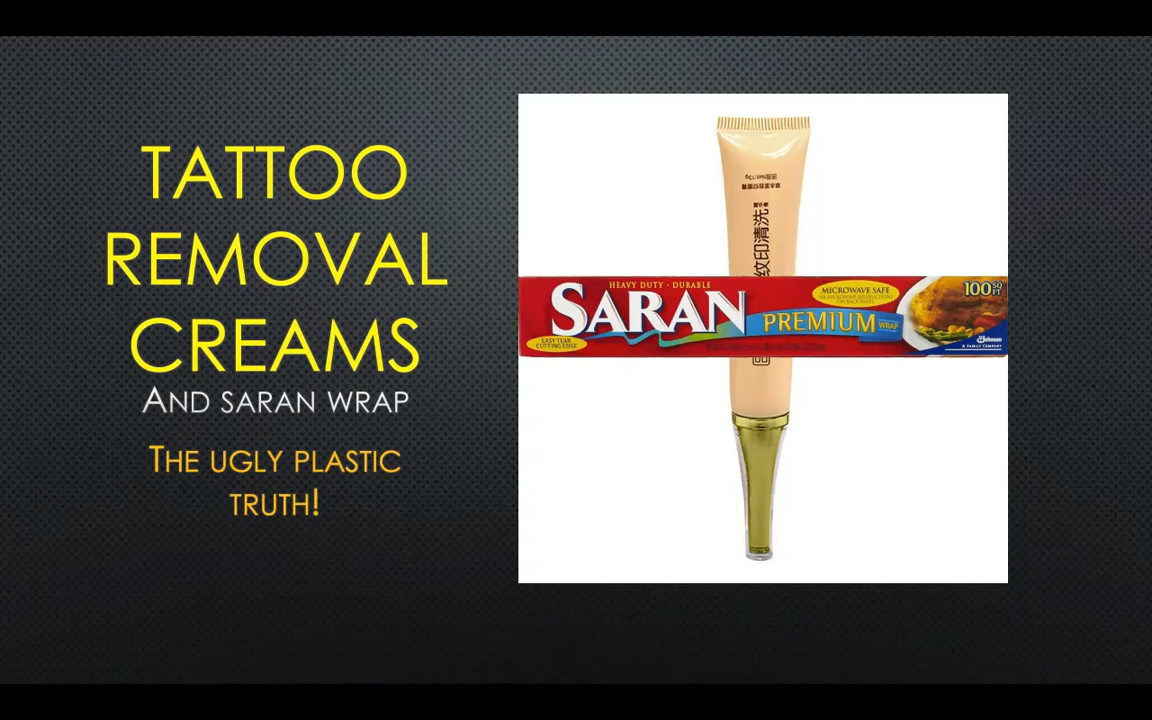 TATTOO
REMOVAL
CREAMS
AND SARAN WRAP
THE UGLY PLASTIC
TRUTH!
纹印清洗
HEAVY DUTY - DURABLE
SARAN
PREMIUM WRAP
MICROWAVE SAFE
100 SQ FT
EASY TEAR
CUTTING EDGE
Johnson
A FAMILY COMPANY
品